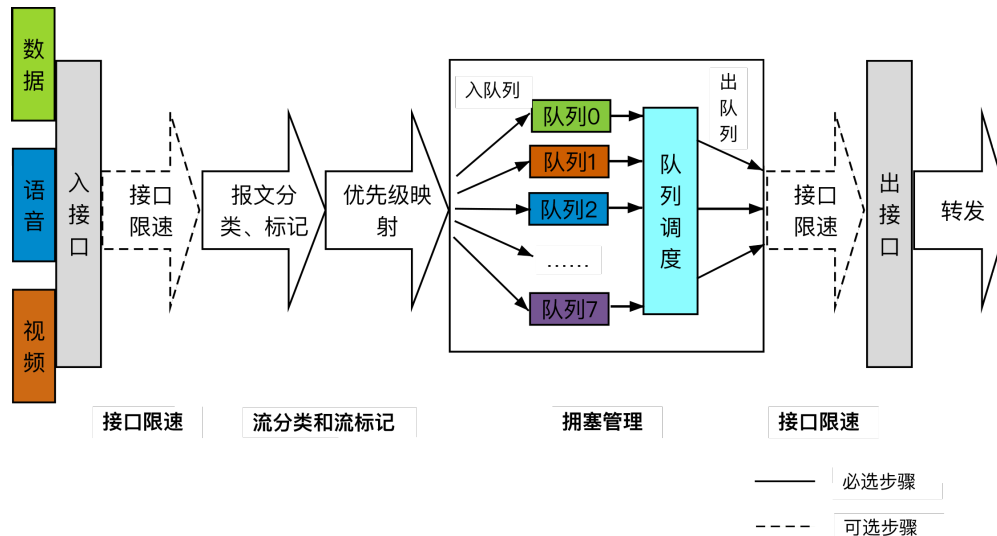 数
据
语
音
视
频
入
接
口
接口
限速
报文分
类、标记
优先级映
射
入队列
队列0
队列1
队列2
……
队列7
队
列
调
度
出
队
列
接口
限速
出
接
口
转发
接口限速
流分类和流标记
拥塞管理
接口限速
必选步骤
可选步骤